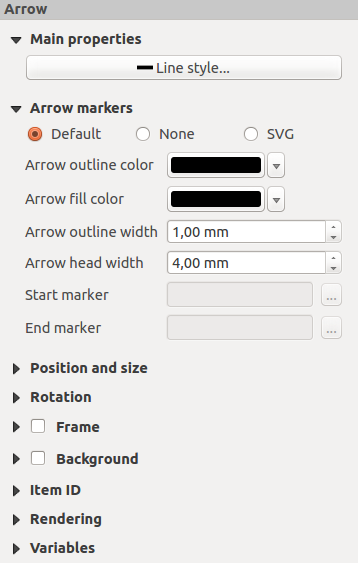 Arrow
Main properties
Line style...
Arrow markers
Default None SVG
Arrow outline color
Arrow fill color
Arrow outline width 1,00 mm
Arrow head width 4,00 mm
Start marker ...
End marker ...
Position and size
Rotation
Frame
Background
Item ID
Rendering
Variables